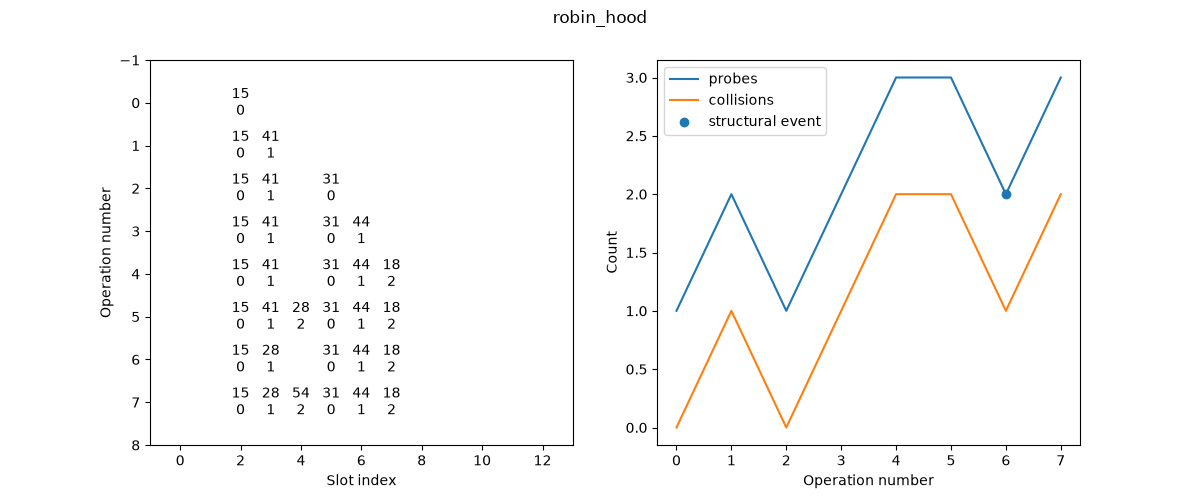 robin_hood
−1
0
1
2
3
4
5
6
7
8
Operation number
15
0
15 41
0 1
15 41 31
0 1 0
15 41 31 44
0 1 0 1
15 41 31 44 18
0 1 0 1 2
15 41 28 31 44 18
0 1 2 0 1 2
15 28 31 44 18
0 1 0 1 2
15 28 54 31 44 18
0 1 2 0 1 2
0 2 4 6 8 10 12
Slot index
3.0
2.5
2.0
1.5
1.0
0.5
0.0
Count
probes
collisions
structural event
0 1 2 3 4 5 6 7
Operation number